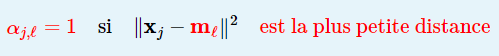 α_{j,ℓ} = 1 si ‖x_j − m_ℓ‖² est la plus petite distance